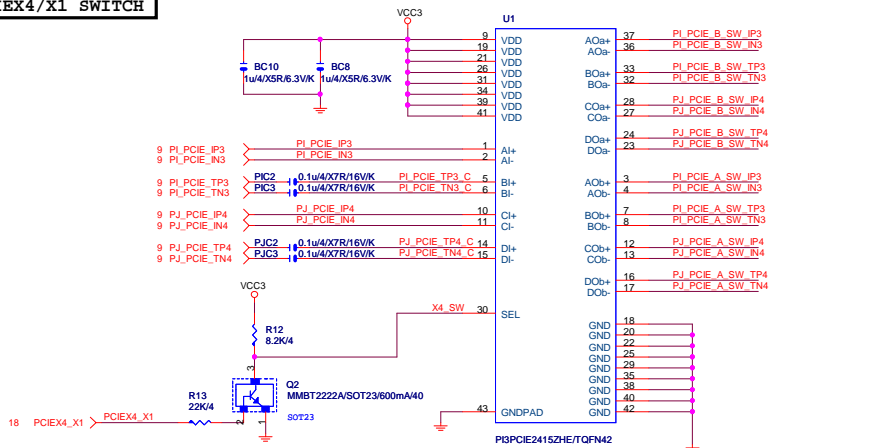 IEX4/X1 SWITCH
VCC3
U1
BC10
1u/4/X5R/6.3V/K
BC8
1u/4/X5R/6.3V/K
9 VDD
19 VDD
21 VDD
26 VDD
31 VDD
34 VDD
39 VDD
41 VDD
AOa+ 37 PI_PCIE_B_SW_IP3
AOa- 36 PI_PCIE_B_SW_IN3
BOa+ 33 PI_PCIE_B_SW_TP3
BOa- 32 PI_PCIE_B_SW_TN3
COa+ 28 PJ_PCIE_B_SW_IP4
COa- 27 PJ_PCIE_B_SW_IN4
DOa+ 24 PJ_PCIE_B_SW_TP4
DOa- 23 PJ_PCIE_B_SW_TN4
9 PI_PCIE_IP3 PI_PCIE_IP3 1 AI+
9 PI_PCIE_IN3 PI_PCIE_IN3 2 AI-
9 PI_PCIE_TP3 PIC2 0.1u/4/X7R/16V/K PI_PCIE_TP3_C 5 BI+
9 PI_PCIE_TN3 PIC3 0.1u/4/X7R/16V/K PI_PCIE_TN3_C 6 BI-
9 PJ_PCIE_IP4 PJ_PCIE_IP4 10 CI+
9 PJ_PCIE_IN4 PJ_PCIE_IN4 11 CI-
9 PJ_PCIE_TP4 PJC2 0.1u/4/X7R/16V/K PJ_PCIE_TP4_C 14 DI+
9 PJ_PCIE_TN4 PJC3 0.1u/4/X7R/16V/K PJ_PCIE_TN4_C 15 DI-
AOb+ 3 PI_PCIE_A_SW_IP3
AOb- 4 PI_PCIE_A_SW_IN3
BOb+ 7 PI_PCIE_A_SW_TP3
BOb- 8 PI_PCIE_A_SW_TN3
COb+ 12 PJ_PCIE_A_SW_IP4
COb- 13 PJ_PCIE_A_SW_IN4
DOb+ 16 PJ_PCIE_A_SW_TP4
DOb- 17 PJ_PCIE_A_SW_TN4
VCC3
X4_SW 30 SEL
R12
8.2K/4
GND 18
GND 20
GND 22
GND 25
GND 29
GND 35
GND 38
GND 40
GND 42
3
Q2
MMBT2222A/SOT23/600mA/40
SOT23
R13
22K/4
18 PCIEX4_X1 PCIEX4_X1
2
1
43 GNDPAD
PI3PCIE2415ZHE/TQFN42